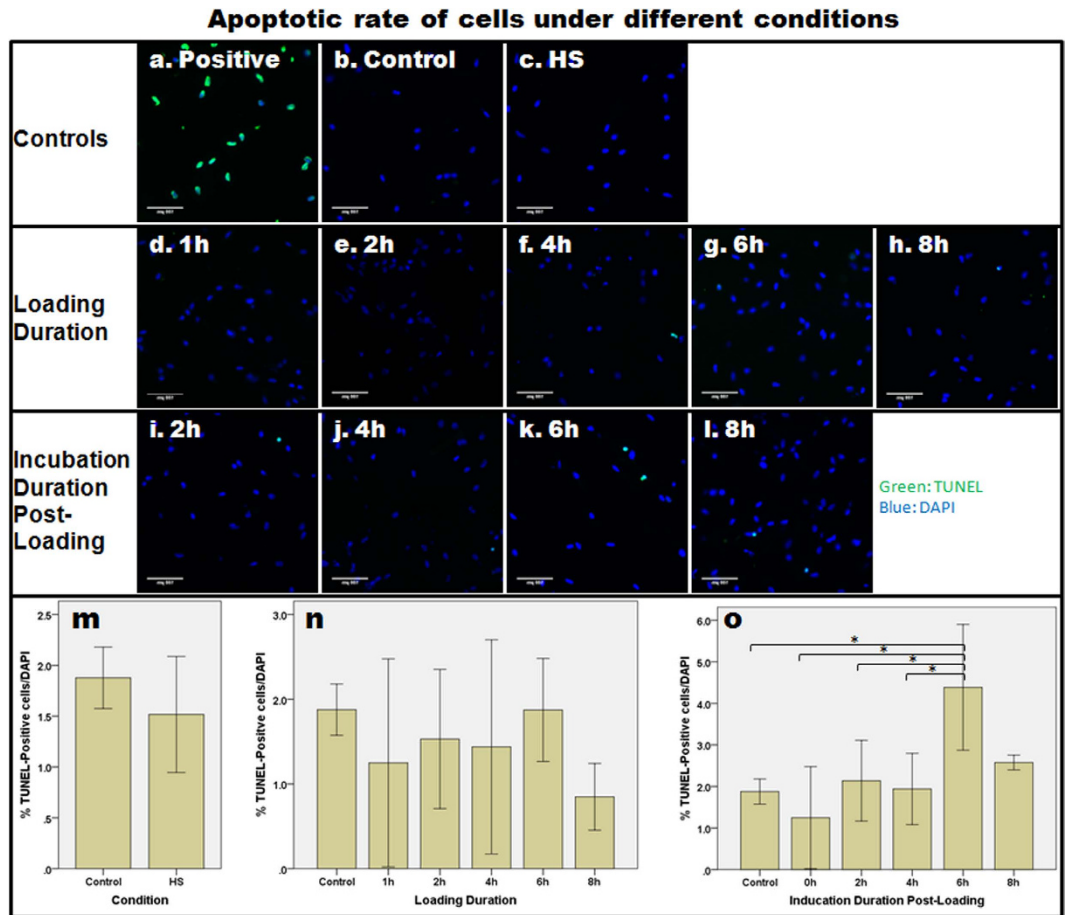 Apoptotic rate of cells under different conditions
Controls
a. Positive
b. Control
c. HS
Loading
Duration
d. 1h
e. 2h
f. 4h
g. 6h
h. 8h
Incubation
Duration
Post-
Loading
i. 2h
j. 4h
k. 6h
l. 8h
Green: TUNEL
Blue: DAPI
m
% TUNEL-Positive cells/DAPI
2.5
2.0
1.5
1.0
.5
.0
Control HS
Condition
n
% TUNEL-Positve cells/DAPI
3.0
2.0
1.0
.0
Control 1h 2h 4h 6h 8h
Loading Duration
o
% TUNEL-Positive cells/DAPI
6.0
5.0
4.0
3.0
2.0
1.0
.0
*
*
*
*
Control 0h 2h 4h 6h 8h
Inducation Duration Post-Loading